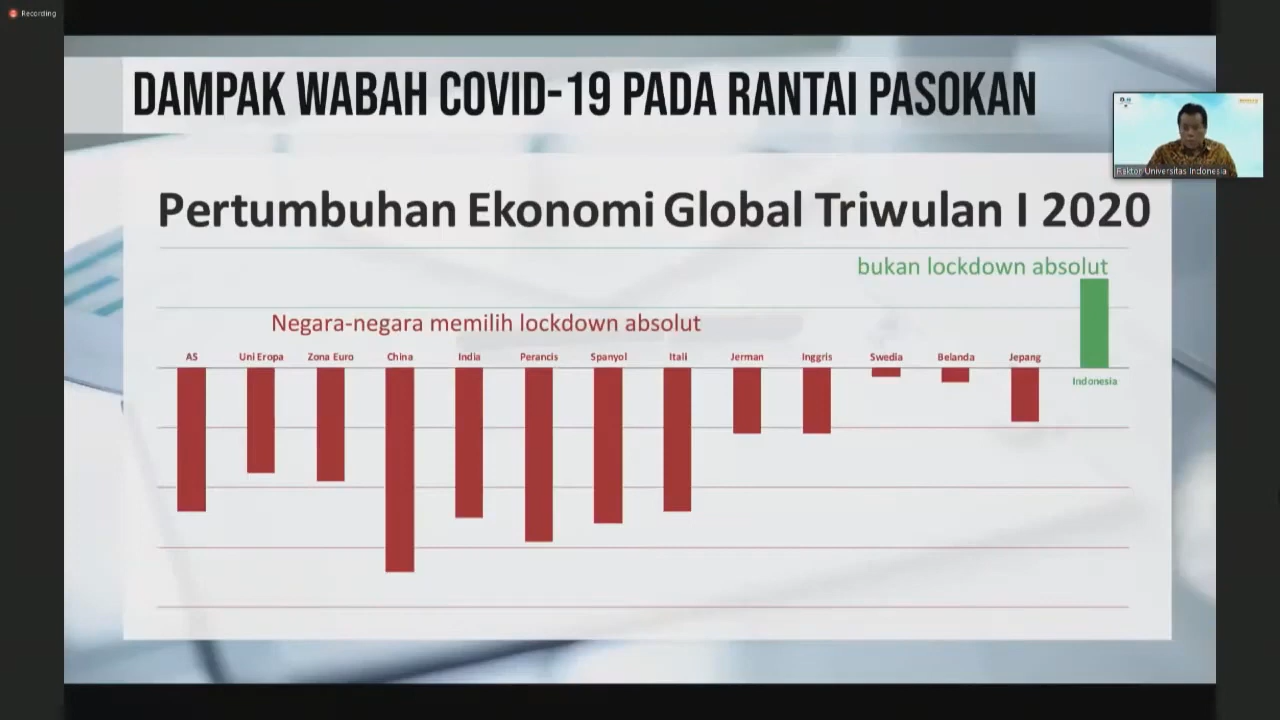 Recording
DAMPAK WABAH COVID-19 PADA RANTAI PASOKAN
Rektor Universitas Indonesia
Pertumbuhan Ekonomi Global Triwulan I 2020
bukan lockdown absolut
Negara-negara memilih lockdown absolut
AS Uni Eropa Zona Euro China India Perancis Spanyol Itali Jerman Inggris Swedia Belanda Jepang
Indonesia